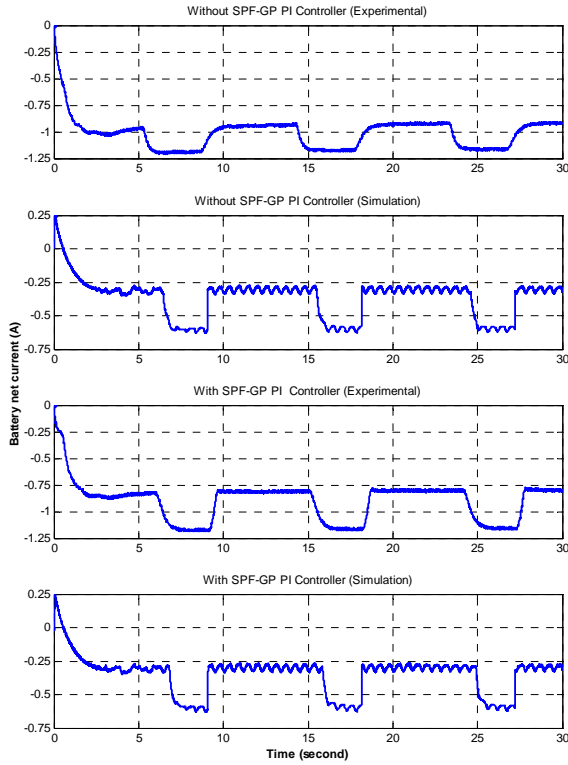 Without SPF-GP PI Controller (Experimental)
0
-0.25
-0.5
-0.75
-1
-1.25
0 5 10 15 20 25 30
Without SPF-GP PI Controller (Simulation)
0.25
0
-0.25
-0.5
-0.75
0 5 10 15 20 25 30
Battery net current (A)
With SPF-GP PI Controller (Experimental)
0
-0.25
-0.5
-0.75
-1
-1.25
0 5 10 15 20 25 30
With SPF-GP PI Controller (Simulation)
0.25
0
-0.25
-0.5
-0.75
0 5 10 15 20 25 30
Time (second)